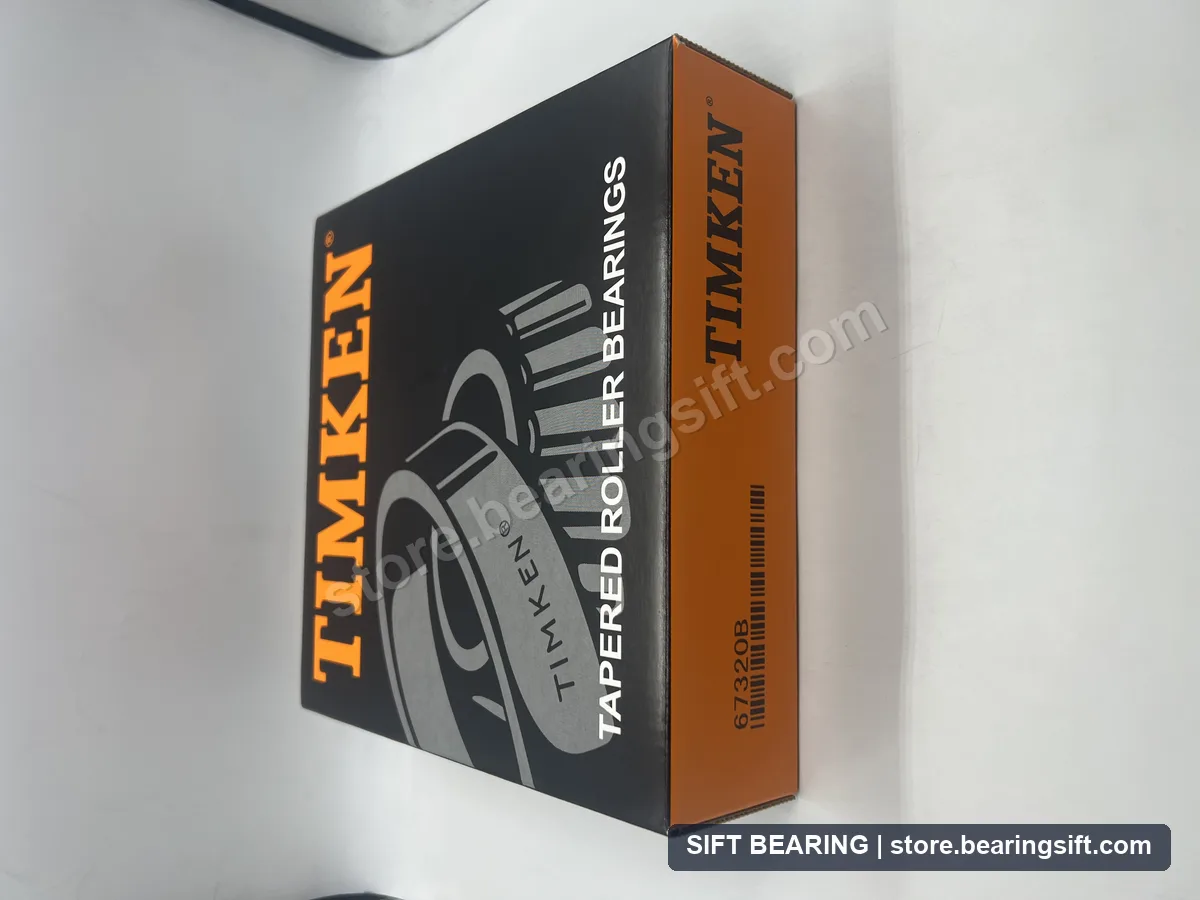 TIMKEN®
TIMKEN®
TAPERED ROLLER BEARINGS
TIMKEN®
67320B
store.bearingsift.com
SIFT BEARING | store.bearingsift.com